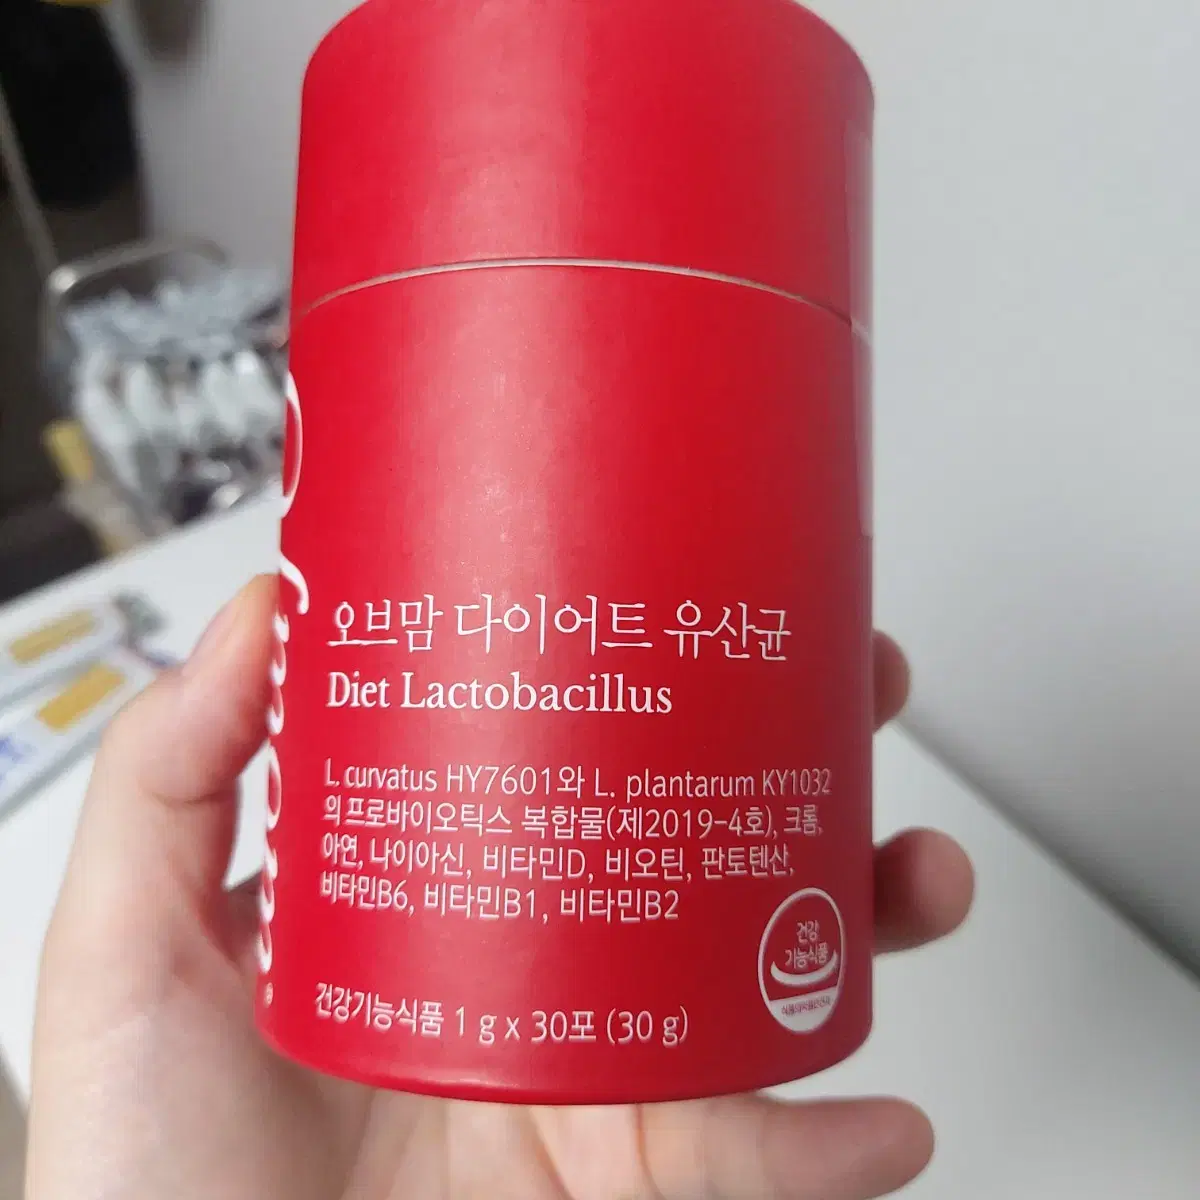 오브맘 다이어트 유산균
Diet Lactobacillus
L. curvatus HY7601와 L. plantarum KY1032
의 프로바이오틱스 복합물(제2019-4호), 크롬,
아연, 나이아신, 비타민D, 비오틴, 판토텐산,
비타민B6, 비타민B1, 비타민B2
건강
기능식품
건강기능식품 1 g x 30포 (30 g)